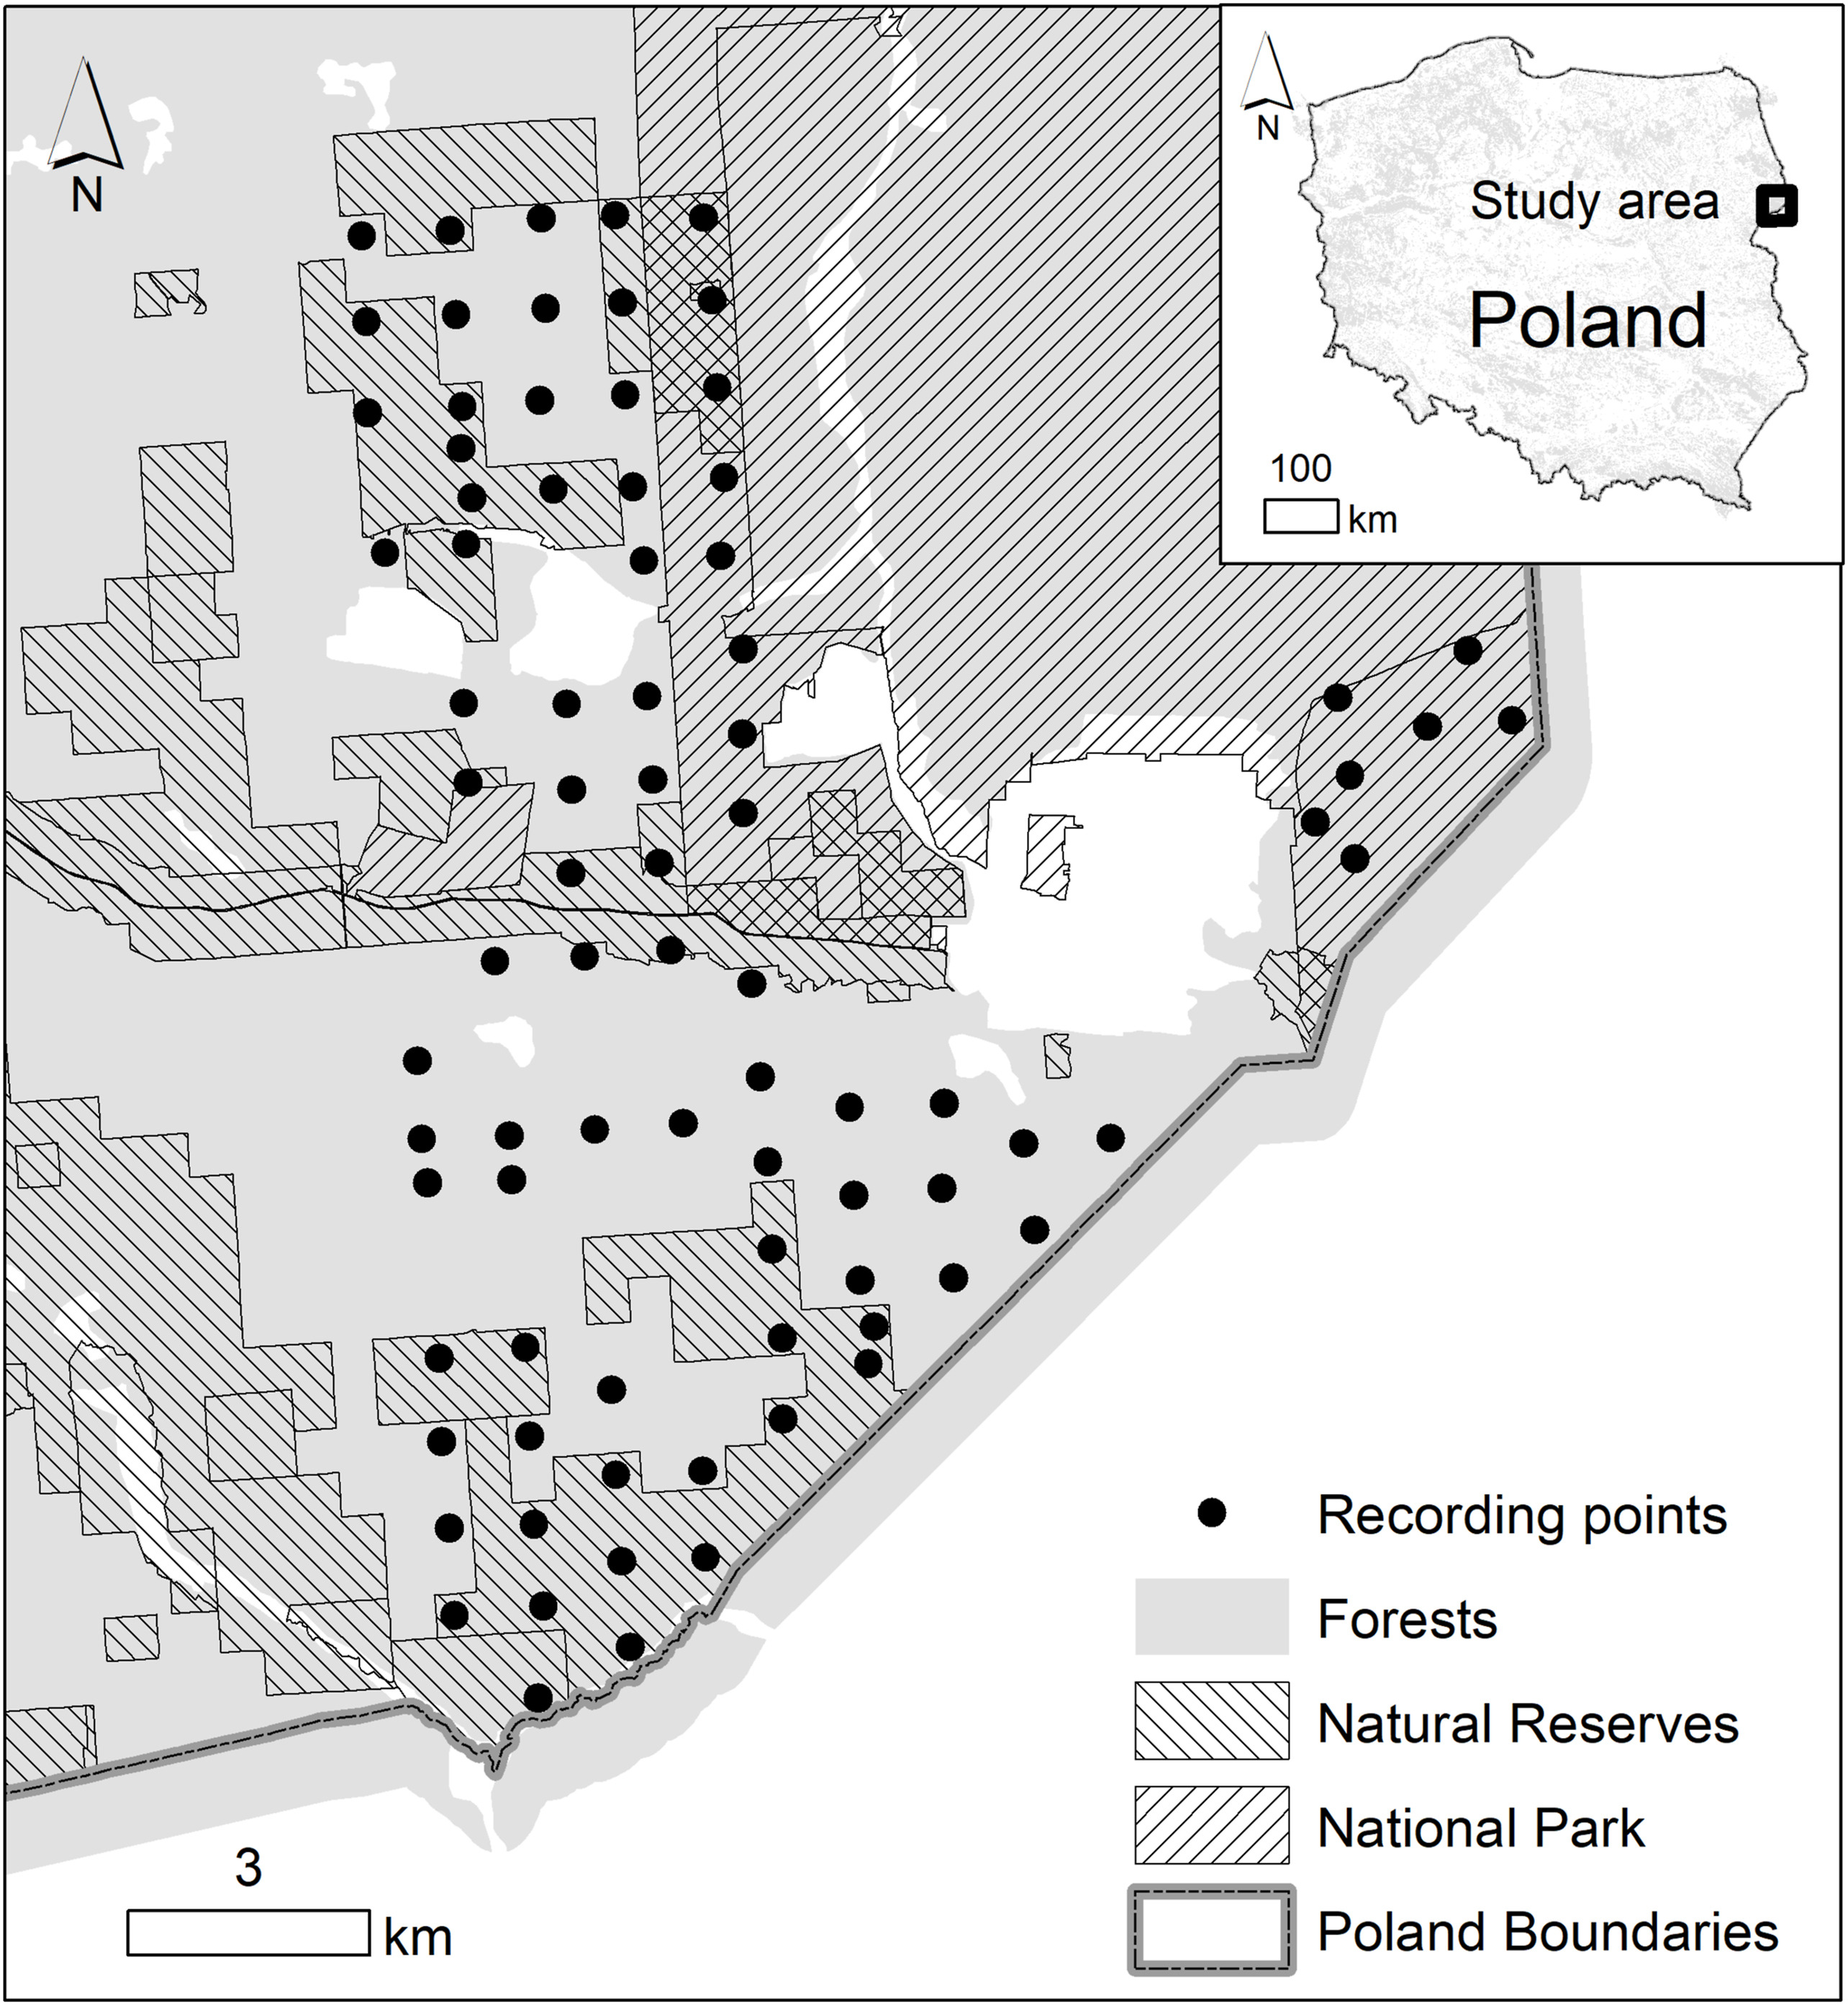 N
N
Study area
Poland
100
km
Recording points
Forests
Natural Reserves
National Park
Poland Boundaries
3
km